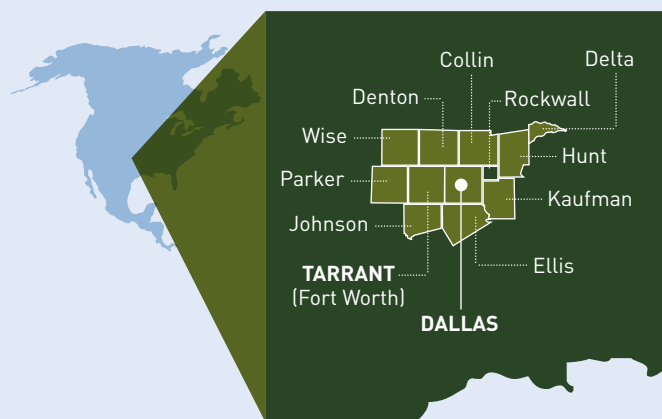 Collin
Delta
Denton
Rockwall
Wise
Hunt
Parker
Kaufman
Johnson
Ellis
TARRANT
(Fort Worth)
DALLAS